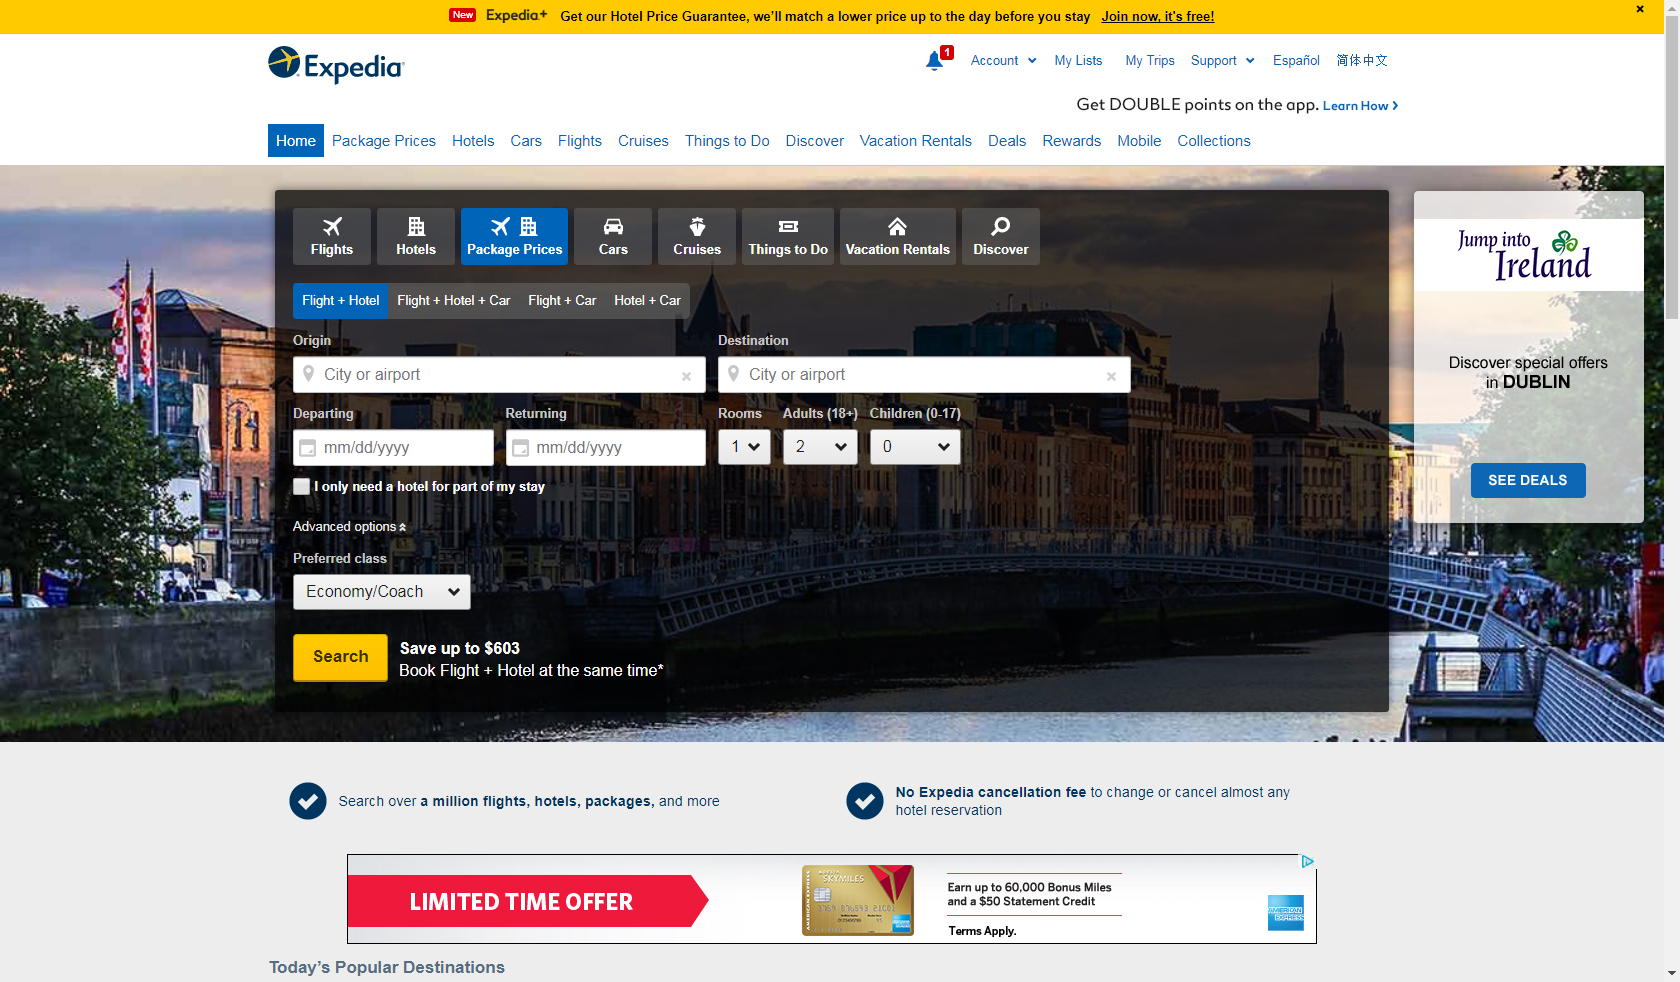 New Expedia+ Get our Hotel Price Guarantee, we'll match a lower price up to the day before you stay Join now, it's free!
Expedia
1
Account My Lists My Trips Support Español 简体中文
Get DOUBLE points on the app. Learn How
Home Package Prices Hotels Cars Flights Cruises Things to Do Discover Vacation Rentals Deals Rewards Mobile Collections
Flights Hotels Package Prices Cars Cruises Things to Do Vacation Rentals Discover
Flight + Hotel Flight + Hotel + Car Flight + Car Hotel + Car
Origin Destination
City or airport × City or airport ×
Departing Returning Rooms Adults (18+) Children (0-17)
mm/dd/yyyy mm/dd/yyyy 1 2 0
I only need a hotel for part of my stay
Advanced options
Preferred class
Economy/Coach
Search
Save up to $603
Book Flight + Hotel at the same time*
Jump into
Ireland
Discover special offers
in DUBLIN
SEE DEALS
Search over a million flights, hotels, packages, and more
No Expedia cancellation fee to change or cancel almost any
hotel reservation
LIMITED TIME OFFER
AMERICAN EXPRESS
SKYMILES
Earn up to 60,000 Bonus Miles
and a $50 Statement Credit
Terms Apply.
AMERICAN
EXPRESS
Today's Popular Destinations